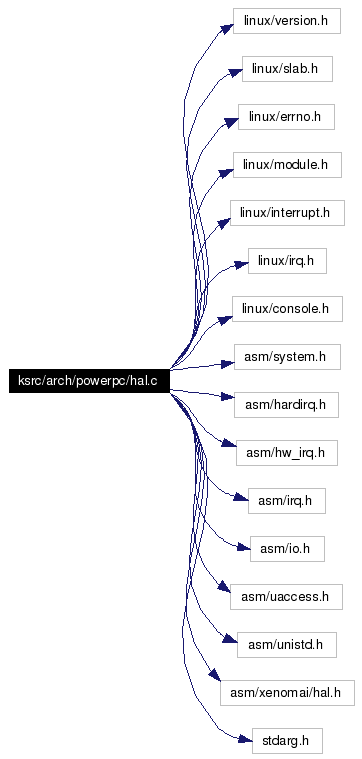 linux/version.h
linux/slab.h
linux/errno.h
linux/module.h
linux/interrupt.h
linux/irq.h
linux/console.h
asm/system.h
ksrc/arch/powerpc/hal.c
asm/hardirq.h
asm/hw_irq.h
asm/irq.h
asm/io.h
asm/uaccess.h
asm/unistd.h
asm/xenomai/hal.h
stdarg.h